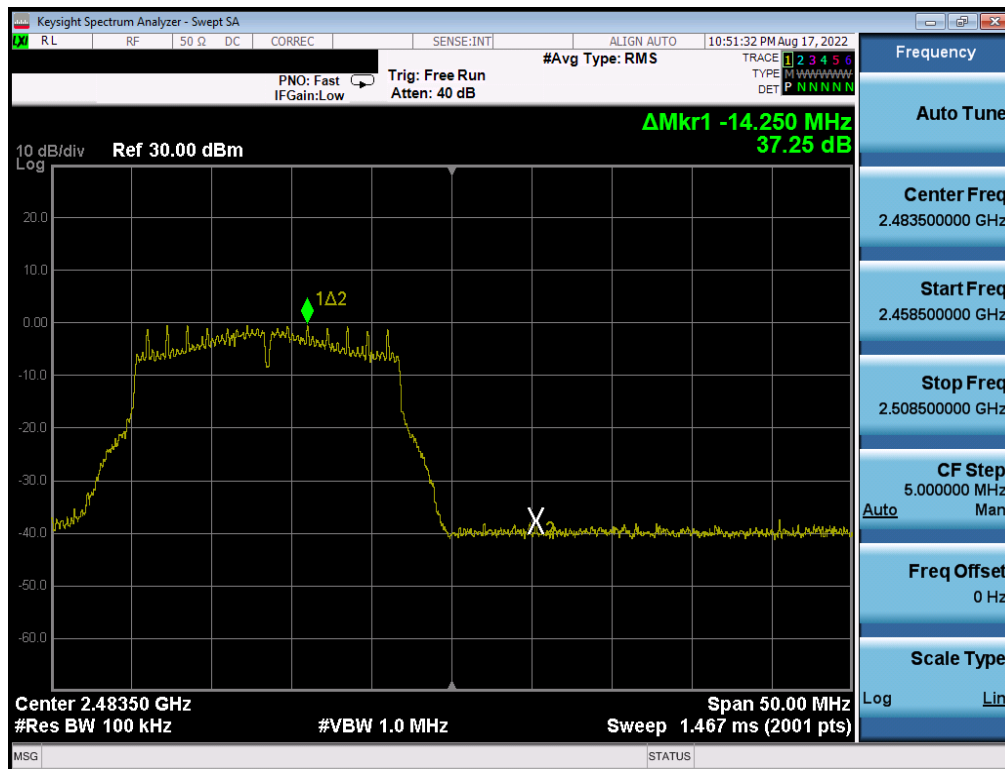 Keysight Spectrum Analyzer - Swept SA
LXI RL RF 50 Ω DC CORREC SENSE:INT ALIGN AUTO 10:51:32 PM Aug 17, 2022
#Avg Type: RMS
TRACE 1 2 3 4 5 6
PNO: Fast Trig: Free Run
TYPE M W W W W W
IFGain:Low Atten: 40 dB
DET P N N N N N
ΔMkr1 -14.250 MHz
37.25 dB
10 dB/div Ref 30.00 dBm
Log
20.0
10.0
1Δ2
0.00
-10.0
-20.0
-30.0
X2
-40.0
-50.0
-60.0
Center 2.48350 GHz Span 50.00 MHz
#Res BW 100 kHz #VBW 1.0 MHz Sweep 1.467 ms (2001 pts)
MSG STATUS
Frequency
Auto Tune
Center Freq
2.483500000 GHz
Start Freq
2.458500000 GHz
Stop Freq
2.508500000 GHz
CF Step
5.000000 MHz
Auto Man
Freq Offset
0 Hz
Scale Type
Log Lin